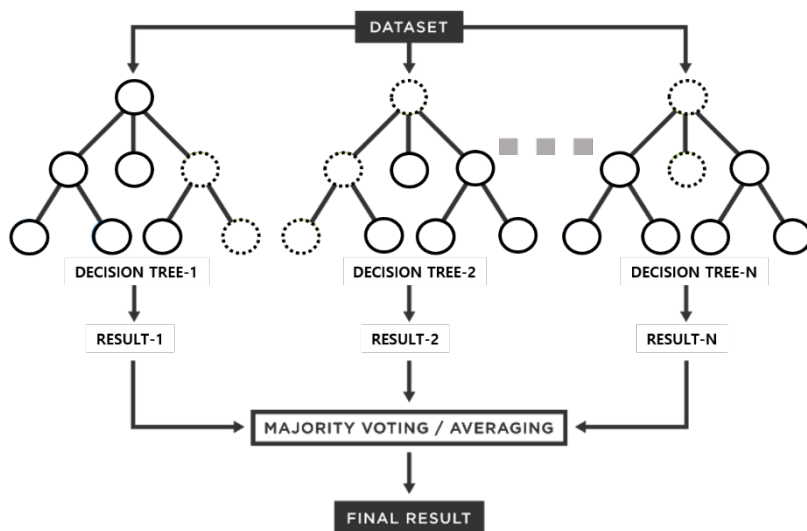 DATASET
DECISION TREE-1
DECISION TREE-2
DECISION TREE-N
RESULT-1
RESULT-2
RESULT-N
MAJORITY VOTING / AVERAGING
FINAL RESULT